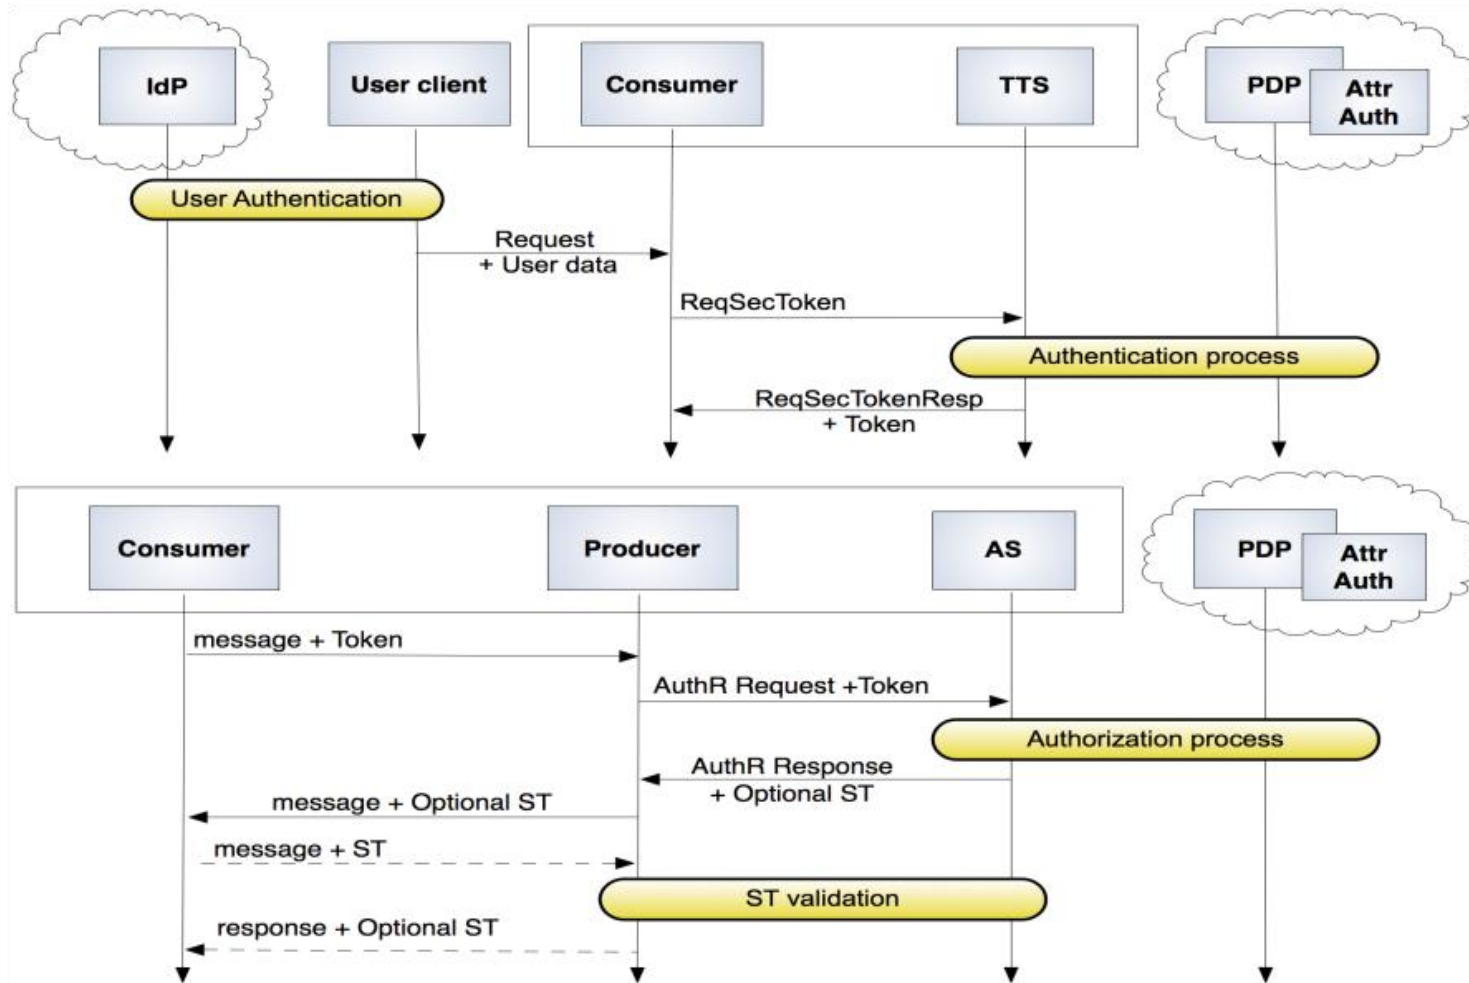 IdP
User client
Consumer
TTS
PDP
Attr
Auth
User Authentication
Request
+ User data
ReqSecToken
Authentication process
ReqSecTokenResp
+ Token
Consumer
Producer
AS
PDP
Attr
Auth
message + Token
AuthR Request +Token
Authorization process
AuthR Response
+ Optional ST
message + Optional ST
message + ST
ST validation
response + Optional ST